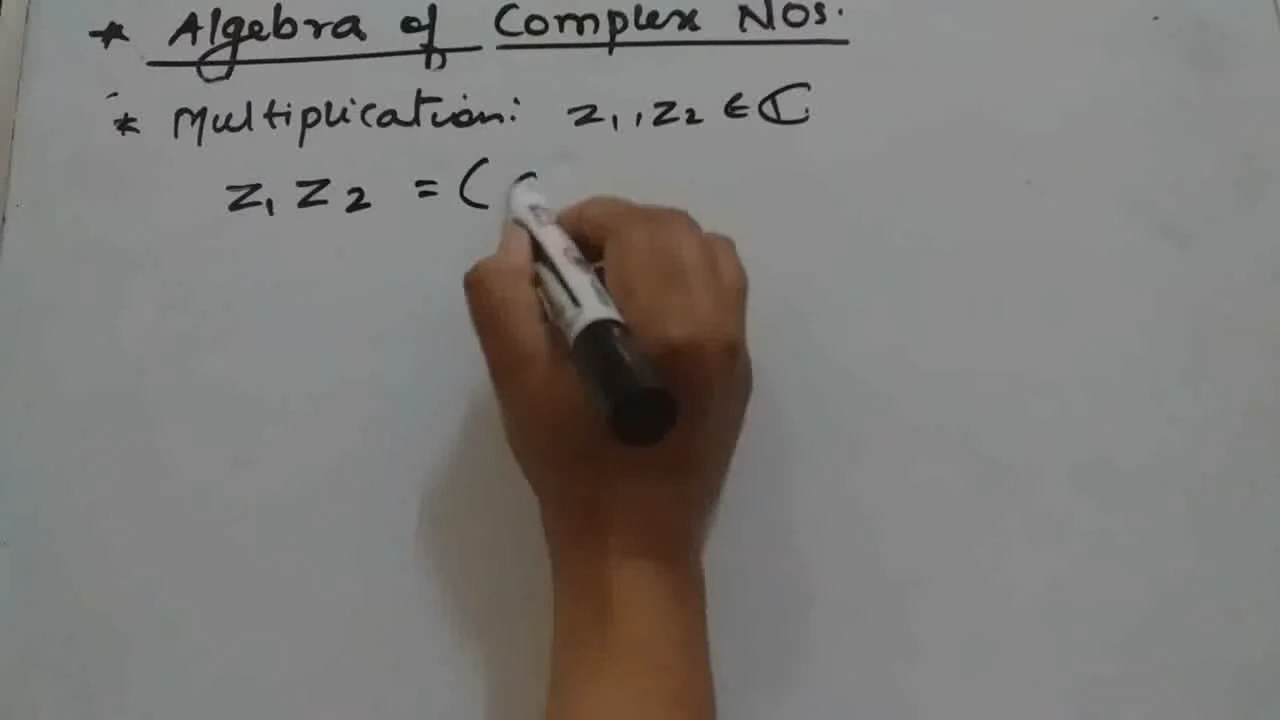 * Algebra of Complex Nos.
* Multiplication: z₁, z₂ ∈ ℂ
z₁ z₂ = (